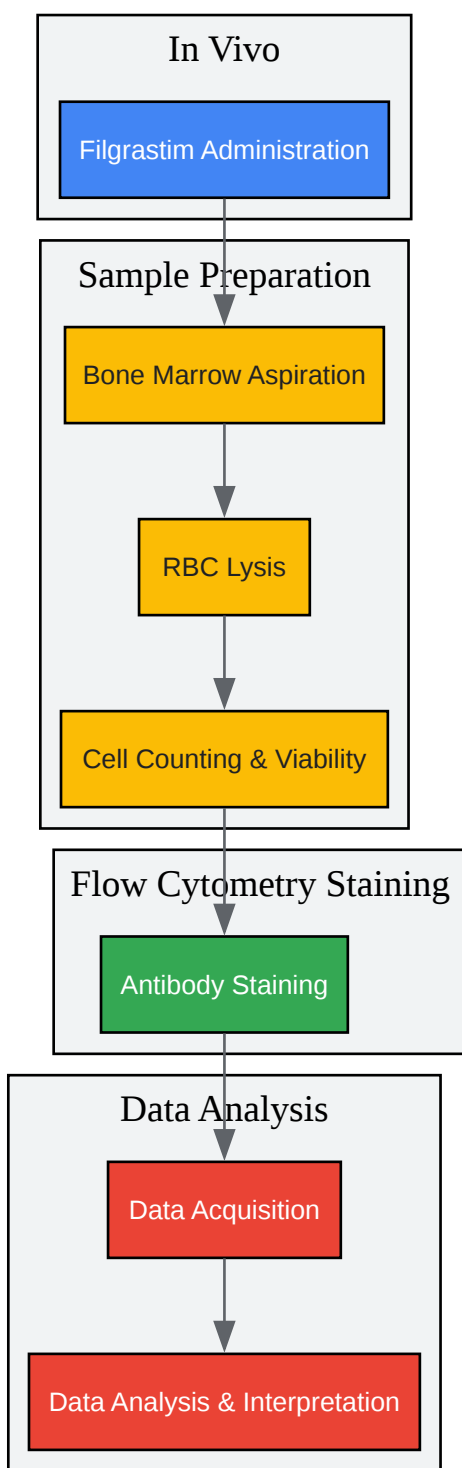 In Vivo
Filgrastim Administration
Sample Preparation
Bone Marrow Aspiration
RBC Lysis
Cell Counting & Viability
Flow Cytometry Staining
Antibody Staining
Data Analysis
Data Acquisition
Data Analysis & Interpretation